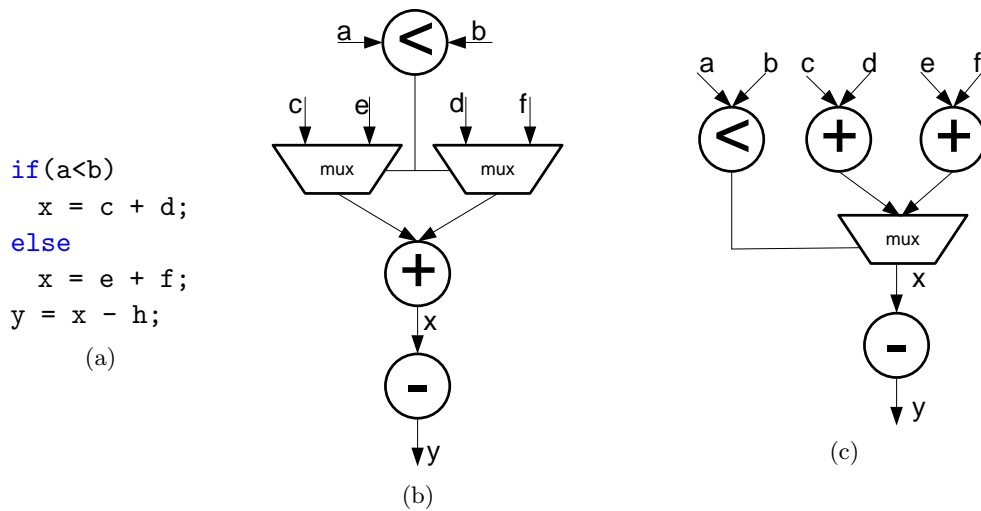 if(a<b)
  x = c + d;
else
  x = e + f;
y = x - h;
(a)
a < b
c e d f
mux mux
+
x
-
y
(b)
a b c d e f
< + +
mux
x
-
y
(c)